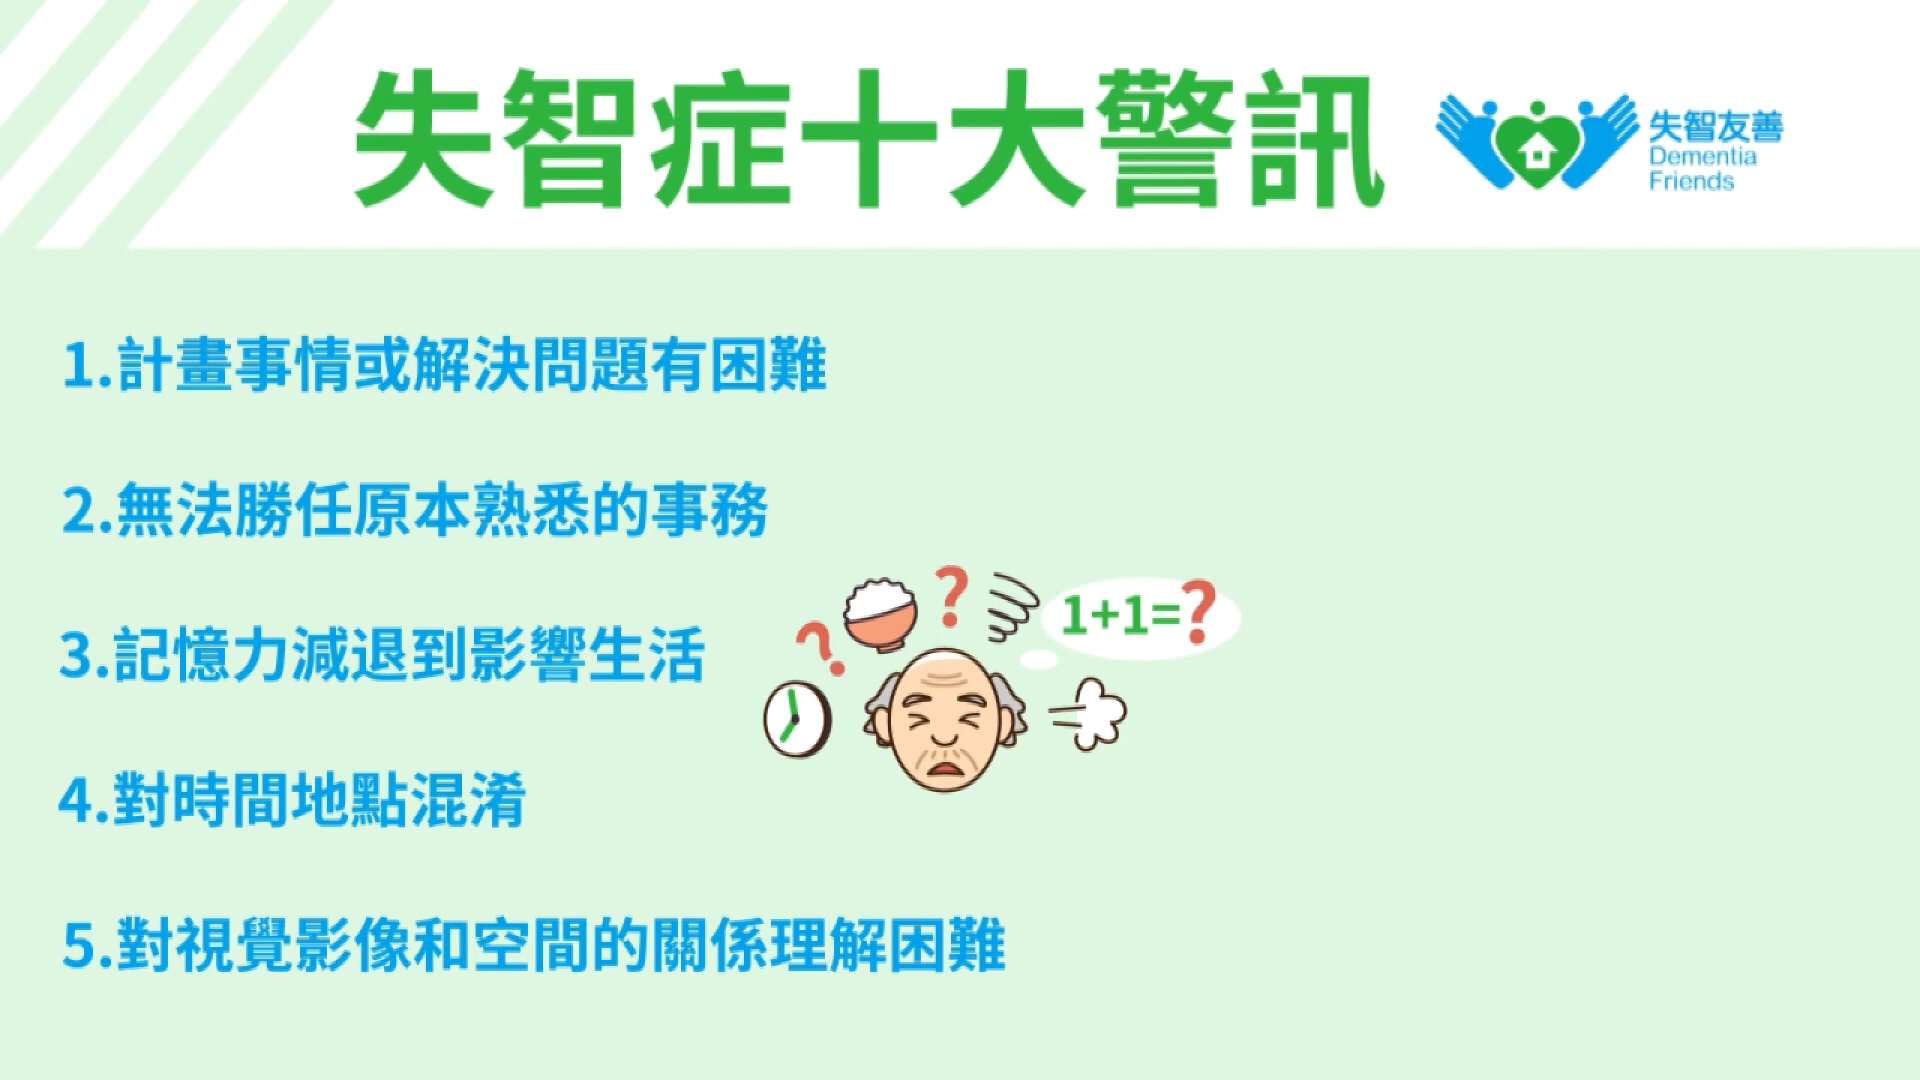 失智症十大警訊
失智友善
Dementia
Friends
1.計畫事情或解決問題有困難
2.無法勝任原本熟悉的事務
3.記憶力減退到影響生活
4.對時間地點混淆
5.對視覺影像和空間的關係理解困難
?
?
1+1=?